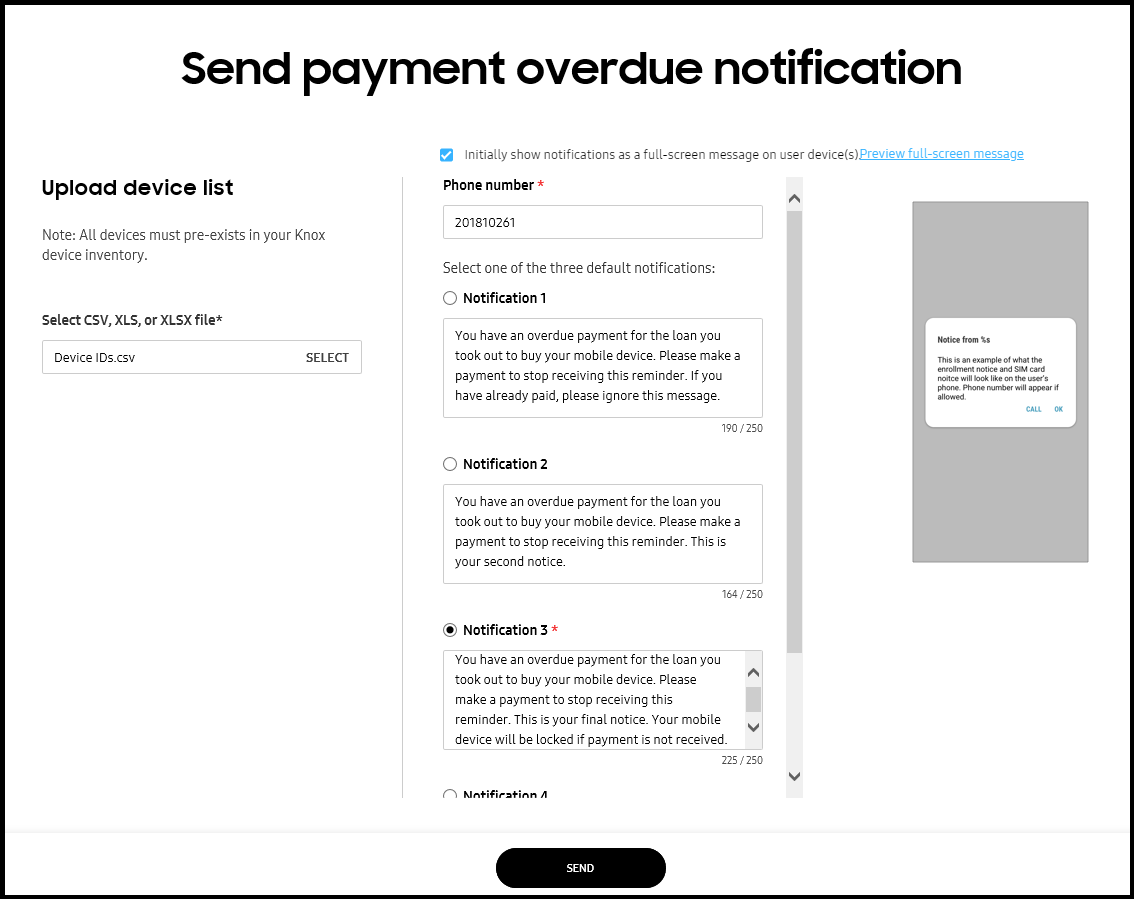 Send payment overdue notification
Initially show notifications as a full-screen message on user device(s)Preview full-screen message
Upload device list
Note: All devices must pre-exists in your Knox
device inventory.
Select CSV, XLS, or XLSX file*
Device IDs.csv SELECT
Phone number *
201810261
Select one of the three default notifications:
Notification 1
You have an overdue payment for the loan you
took out to buy your mobile device. Please make a
payment to stop receiving this reminder. If you
have already paid, please ignore this message.
190 / 250
Notification 2
You have an overdue payment for the loan you
took out to buy your mobile device. Please make a
payment to stop receiving this reminder. This is
your second notice.
164 / 250
Notification 3 *
You have an overdue payment for the loan you
took out to buy your mobile device. Please
make a payment to stop receiving this
reminder. This is your final notice. Your mobile
device will be locked if payment is not received.
225 / 250
Notification 4
Notice from %s
This is an example of what the
enrollment notice and SIM card
noitce will look like on the user's
phone. Phone number will appear if
allowed.
CALL OK
SEND